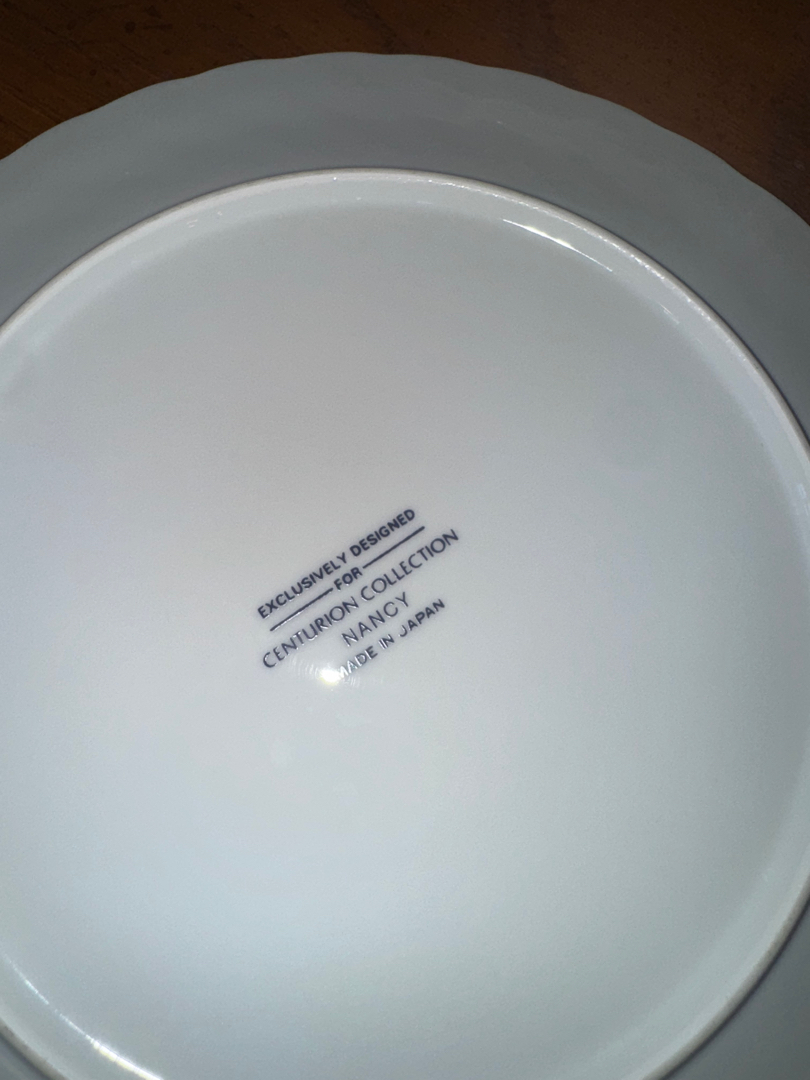 EXCLUSIVELY DESIGNED
FOR
CENTURION COLLECTION
NANCY
MADE IN JAPAN